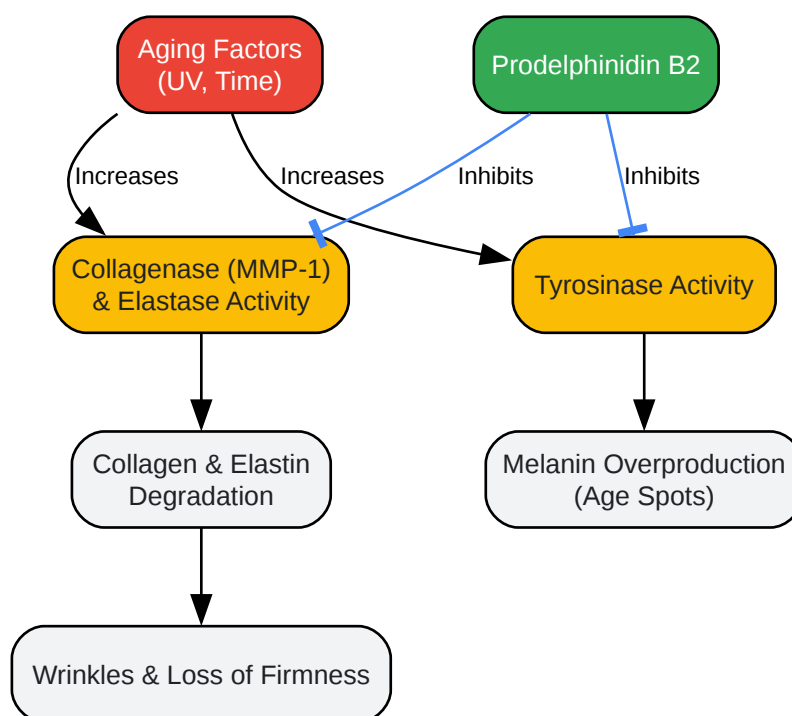 Aging Factors
(UV, Time)
Prodelphinidin B2
Increases
Increases
Inhibits
Inhibits
Collagenase (MMP-1)
& Elastase Activity
Tyrosinase Activity
Collagen & Elastin
Degradation
Melanin Overproduction
(Age Spots)
Wrinkles & Loss of Firmness